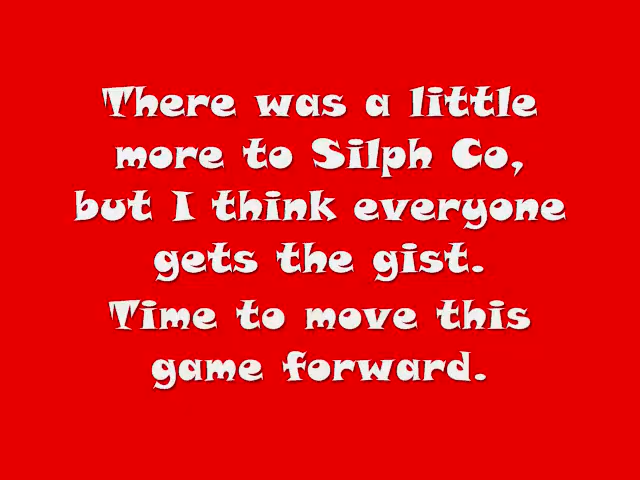 There was a little
more to Silph Co,
but I think everyone
gets the gist.
Time to move this
game forward.